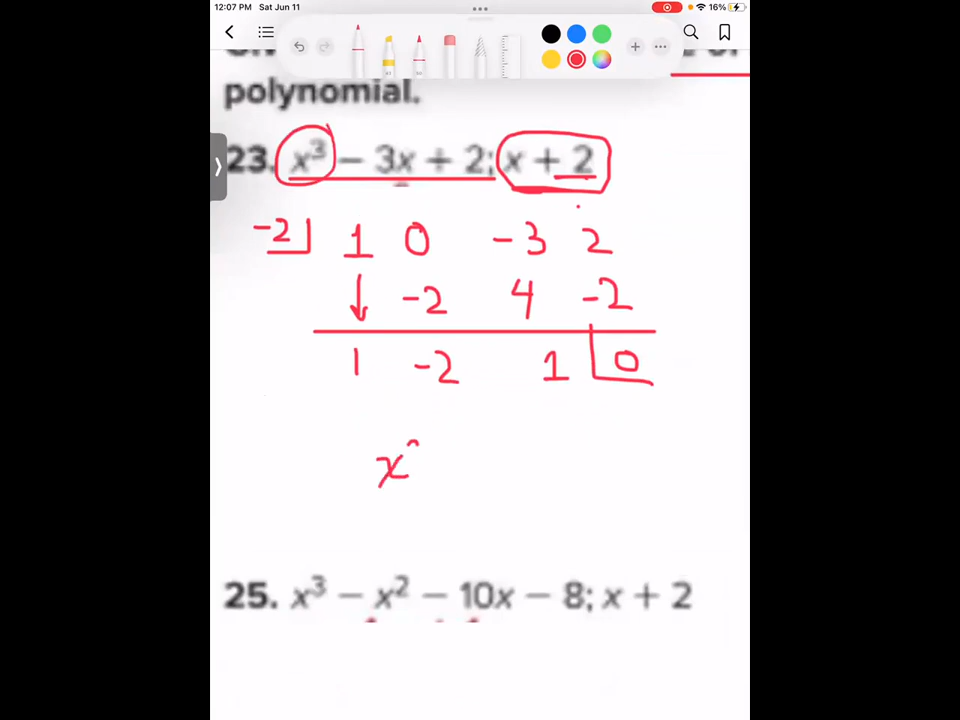 12:07 PM Sat Jun 11
16%
polynomial.
23. x³ − 3x + 2; x + 2
-2 1 0 -3 2
↓ -2 4 -2
1 -2 1 0
x
25. x³ − x² − 10x − 8; x + 2